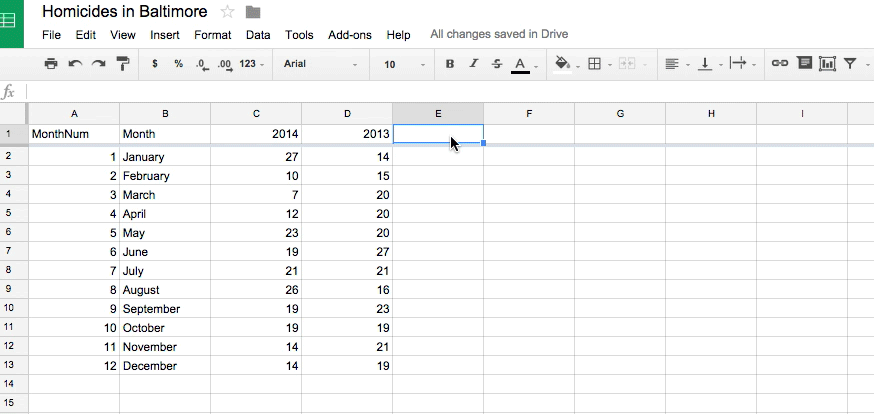 Homicides in Baltimore
File Edit View Insert Format Data Tools Add-ons Help All changes saved in Drive
$ % .0 .00 123 Arial 10 B I S A
fx
A B C D E F G H I
1 MonthNum Month 2014 2013
2 1 January 27 14
3 2 February 10 15
4 3 March 7 20
5 4 April 12 20
6 5 May 23 20
7 6 June 19 27
8 7 July 21 21
9 8 August 26 16
10 9 September 19 23
11 10 October 19 19
12 11 November 14 21
13 12 December 14 19
14
15